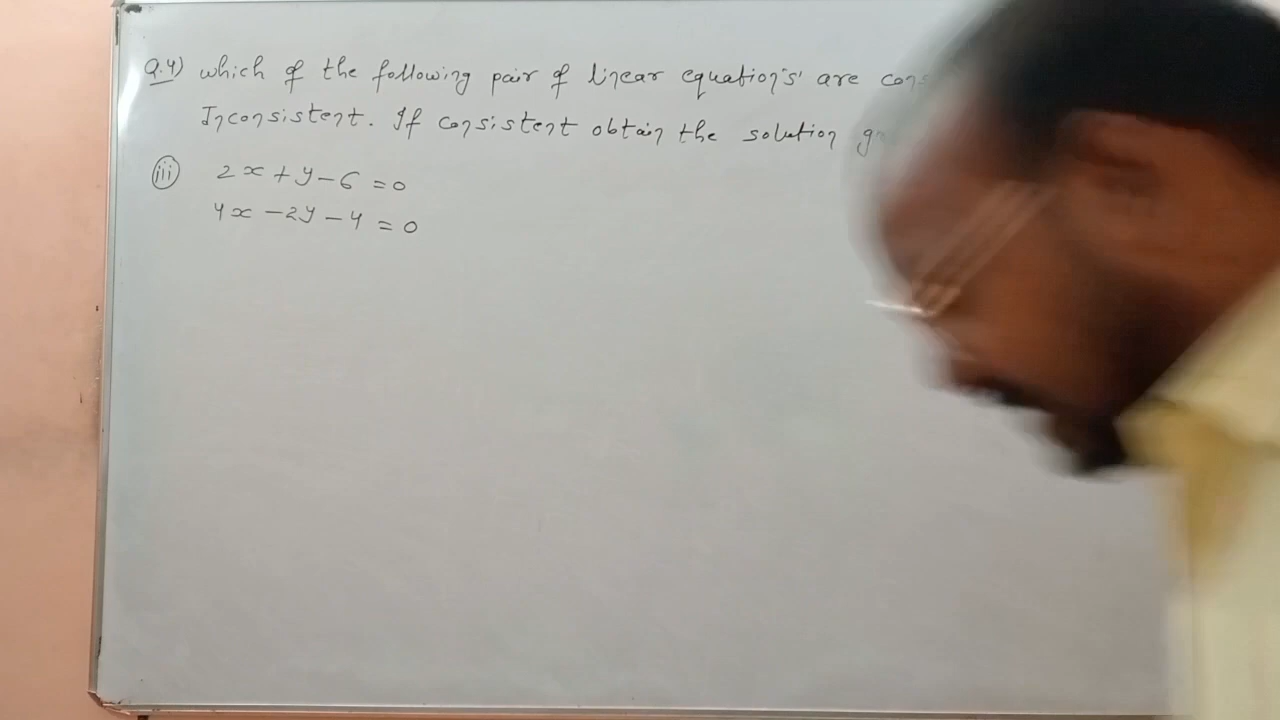 Q.4) which of the following pair of linear equation's' are
Inconsistent. If consistent obtain the solution
(iii) 2x + y - 6 = 0
4x - 2y - 4 = 0